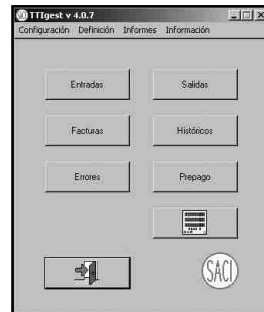 TTIgest v 4.0.7
Configuración Definición Informes Información
Entradas Salidas
Facturas Históricos
Errores Prepago
SACI